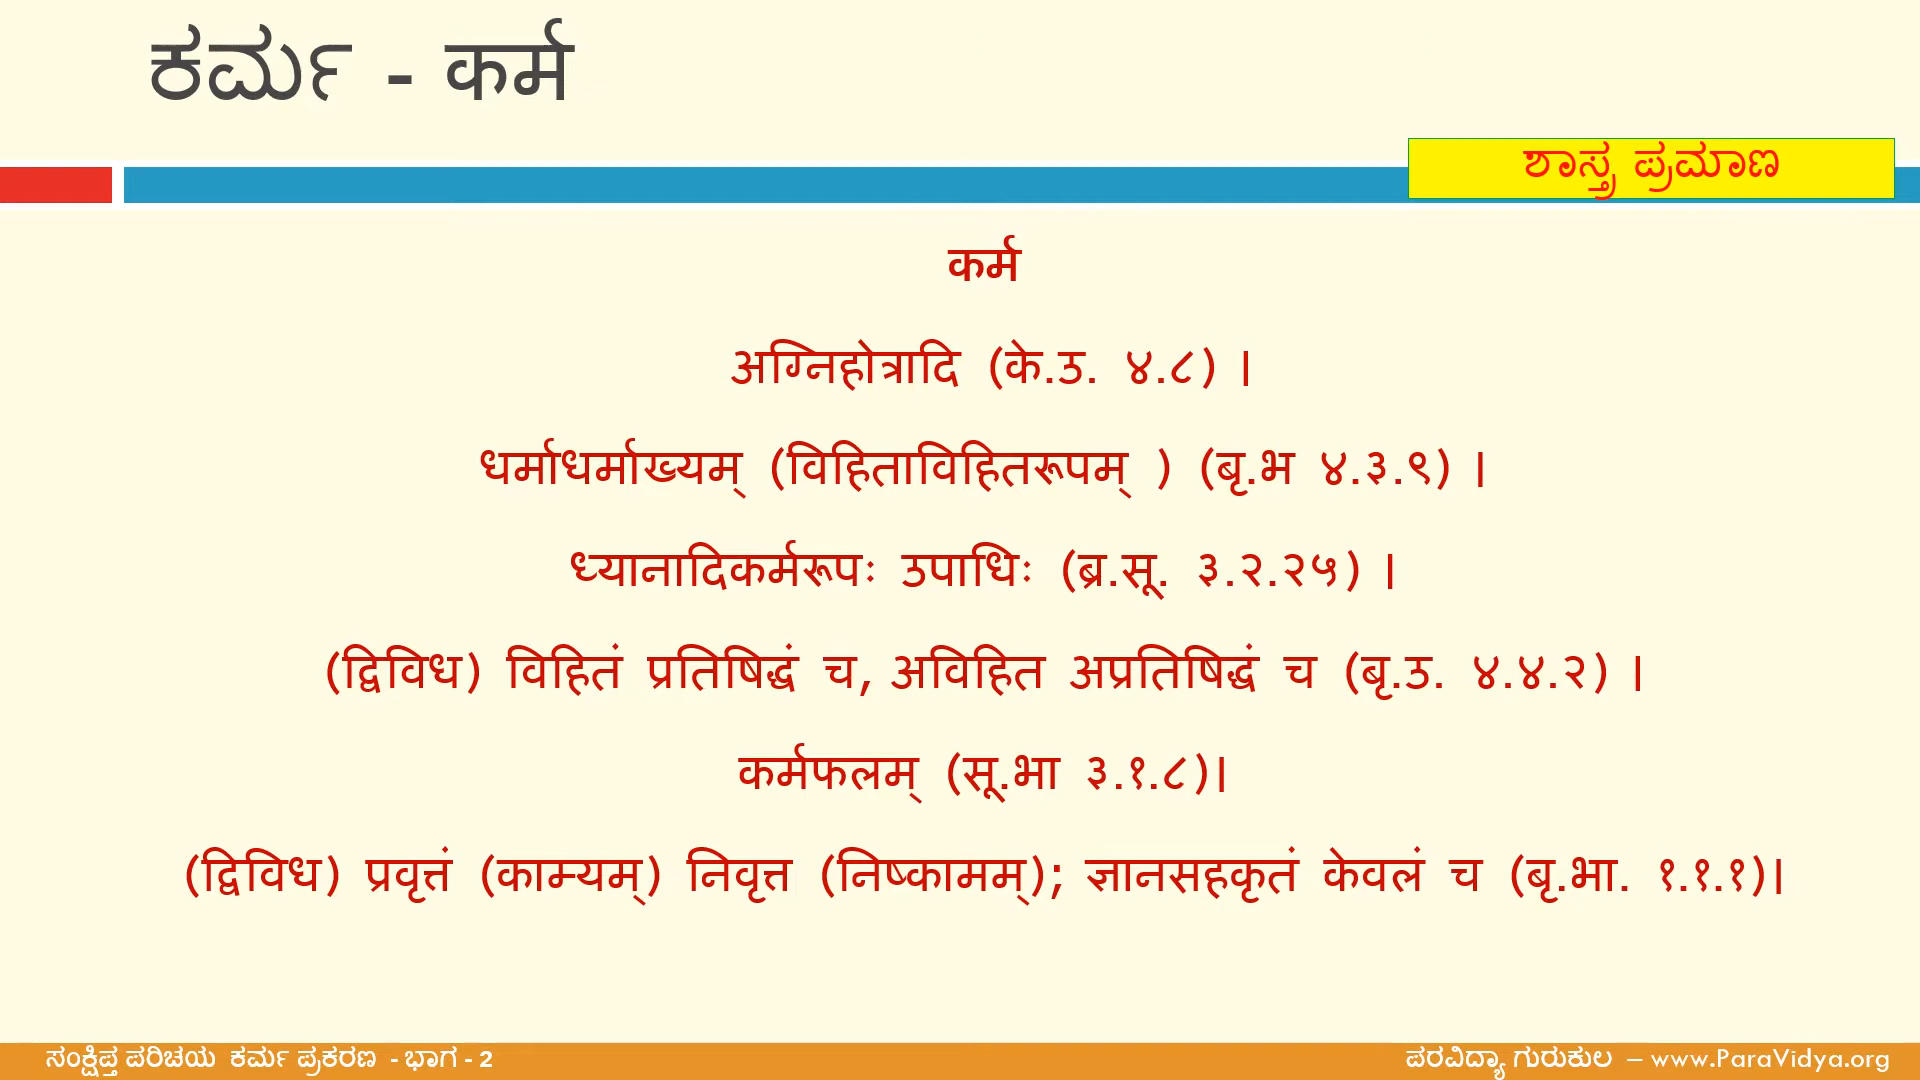 ಕರ್ಮ - कर्म
ಶಾಸ್ತ್ರ ಪ್ರಮಾಣ
कर्म
अग्निहोत्रादि (के.उ. ४.८) ।
धर्माधर्माख्यम् (विहिताविहितरूपम् ) (बृ.भ ४.३.९) ।
ध्यानादिकर्मरूपः उपाधिः (ब्र.सू. ३.२.२५) ।
(द्विविध) विहितं प्रतिषिद्धं च, अविहित अप्रतिषिद्धं च (बृ.उ. ४.४.२) ।
कर्मफलम् (सू.भा ३.१.८)।
(द्विविध) प्रवृत्तं (काम्यम्) निवृत्त (निष्कामम्); ज्ञानसहकृतं केवलं च (बृ.भा. १.१.१)।
ಸಂಕ್ಷಿಪ್ತ ಪರಿಚಯ ಕರ್ಮ ಪ್ರಕರಣ - ಭಾಗ - 2
ಪರವಿದ್ಯಾ ಗುರುಕುಲ – www.ParaVidya.org